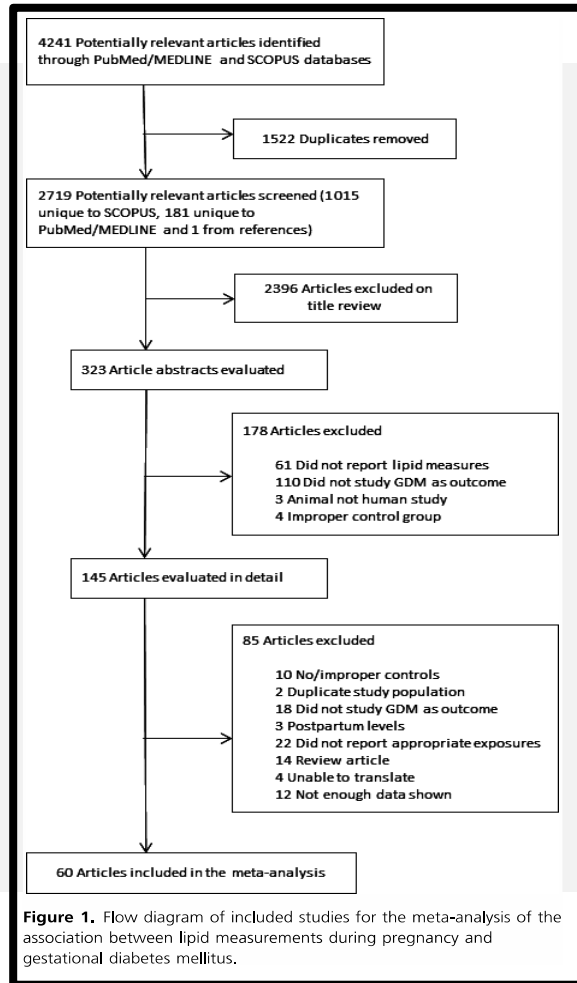 4241 Potentially relevant articles identified
through PubMed/MEDLINE and SCOPUS databases
1522 Duplicates removed
2719 Potentially relevant articles screened (1015
unique to SCOPUS, 181 unique to
PubMed/MEDLINE and 1 from references)
2396 Articles excluded on
title review
323 Article abstracts evaluated
178 Articles excluded
61 Did not report lipid measures
110 Did not study GDM as outcome
3 Animal not human study
4 Improper control group
145 Articles evaluated in detail
85 Articles excluded
10 No/improper controls
2 Duplicate study population
18 Did not study GDM as outcome
3 Postpartum levels
22 Did not report appropriate exposures
14 Review article
4 Unable to translate
12 Not enough data shown
60 Articles included in the meta-analysis
Figure 1. Flow diagram of included studies for the meta-analysis of the
association between lipid measurements during pregnancy and
gestational diabetes mellitus.